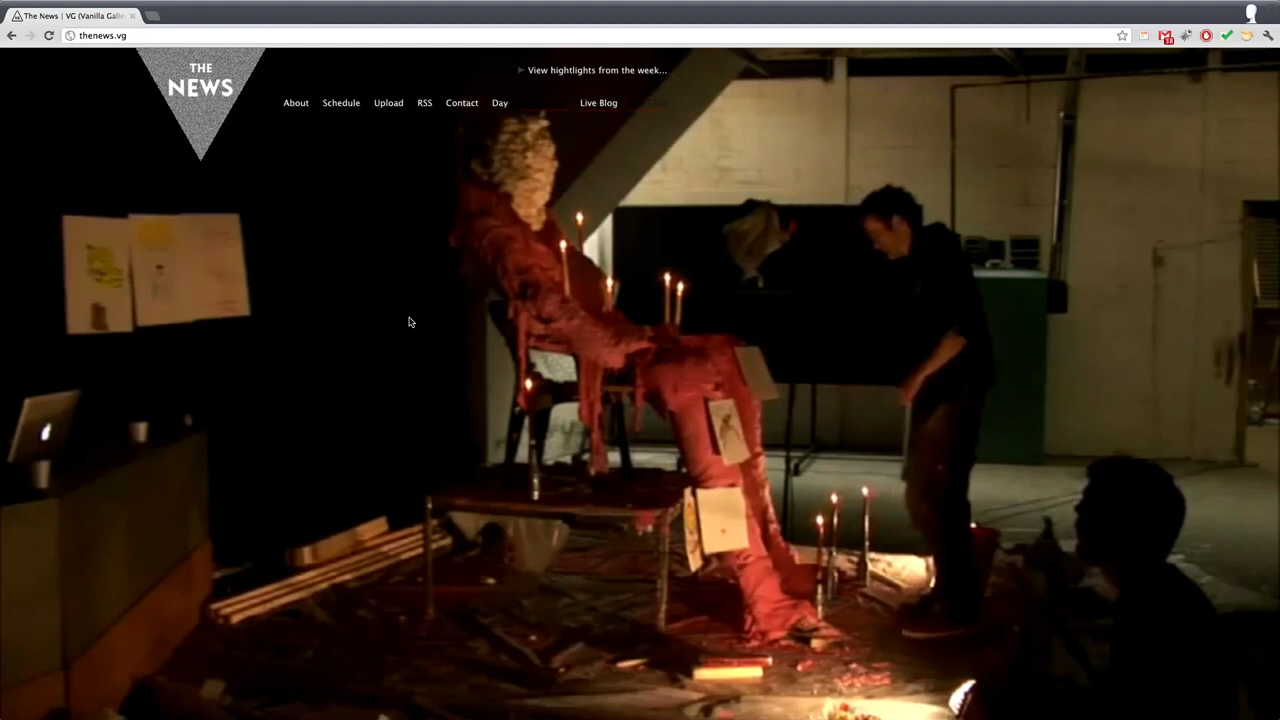 The News | VG (Vanilla Galle
thenews.vg
38
THE
NEWS
View hightlights from the week...
About Schedule Upload RSS Contact Day Live Blog